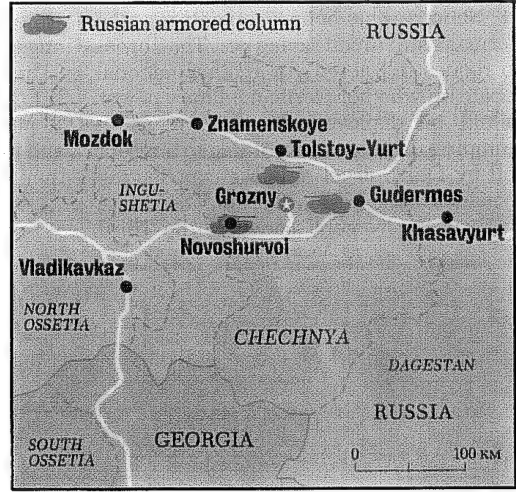 Russian armored column
RUSSIA
Mozdok
Znamenskoye
Tolstoy-Yurt
INGU-
SHETIA
Grozny
Gudermes
Novoshurvoi
Khasavyurt
Vladikavkaz
NORTH
OSSETIA
CHECHNYA
DAGESTAN
RUSSIA
SOUTH
OSSETIA
GEORGIA
0 100 KM